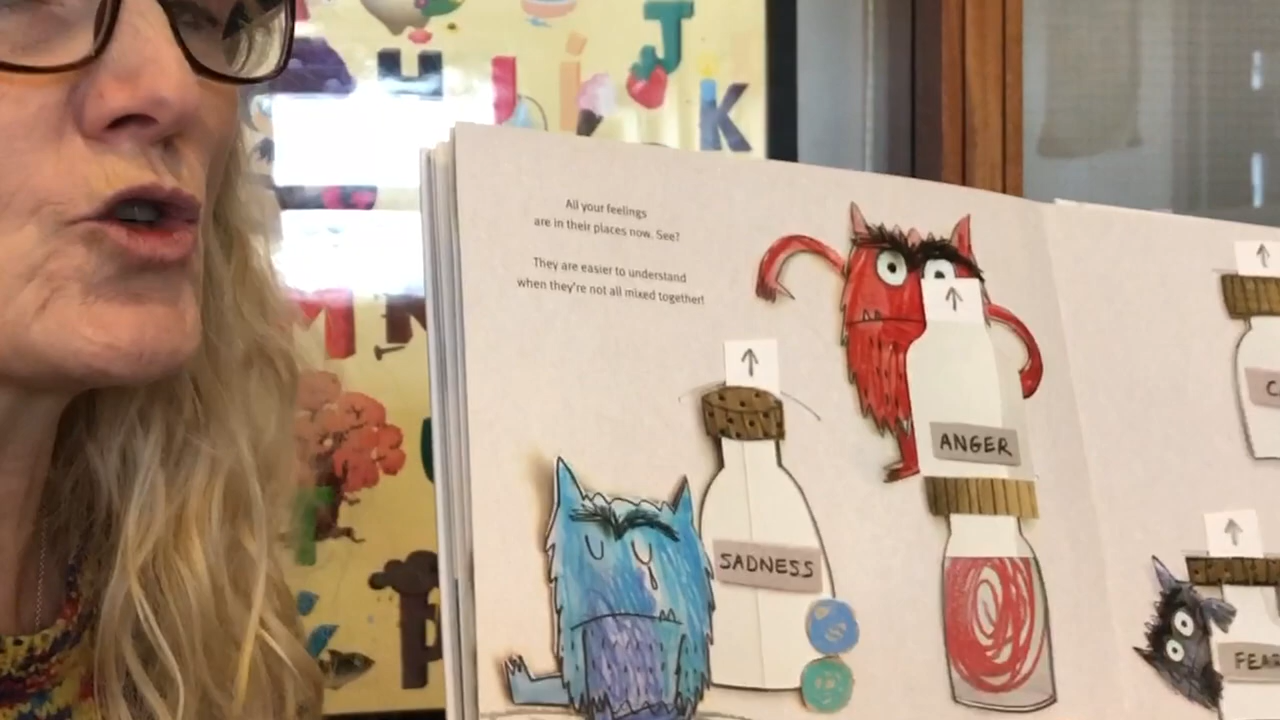 J
K
All your feelings
are in their places now. See?
They are easier to understand
when they're not all mixed together!
SADNESS
ANGER